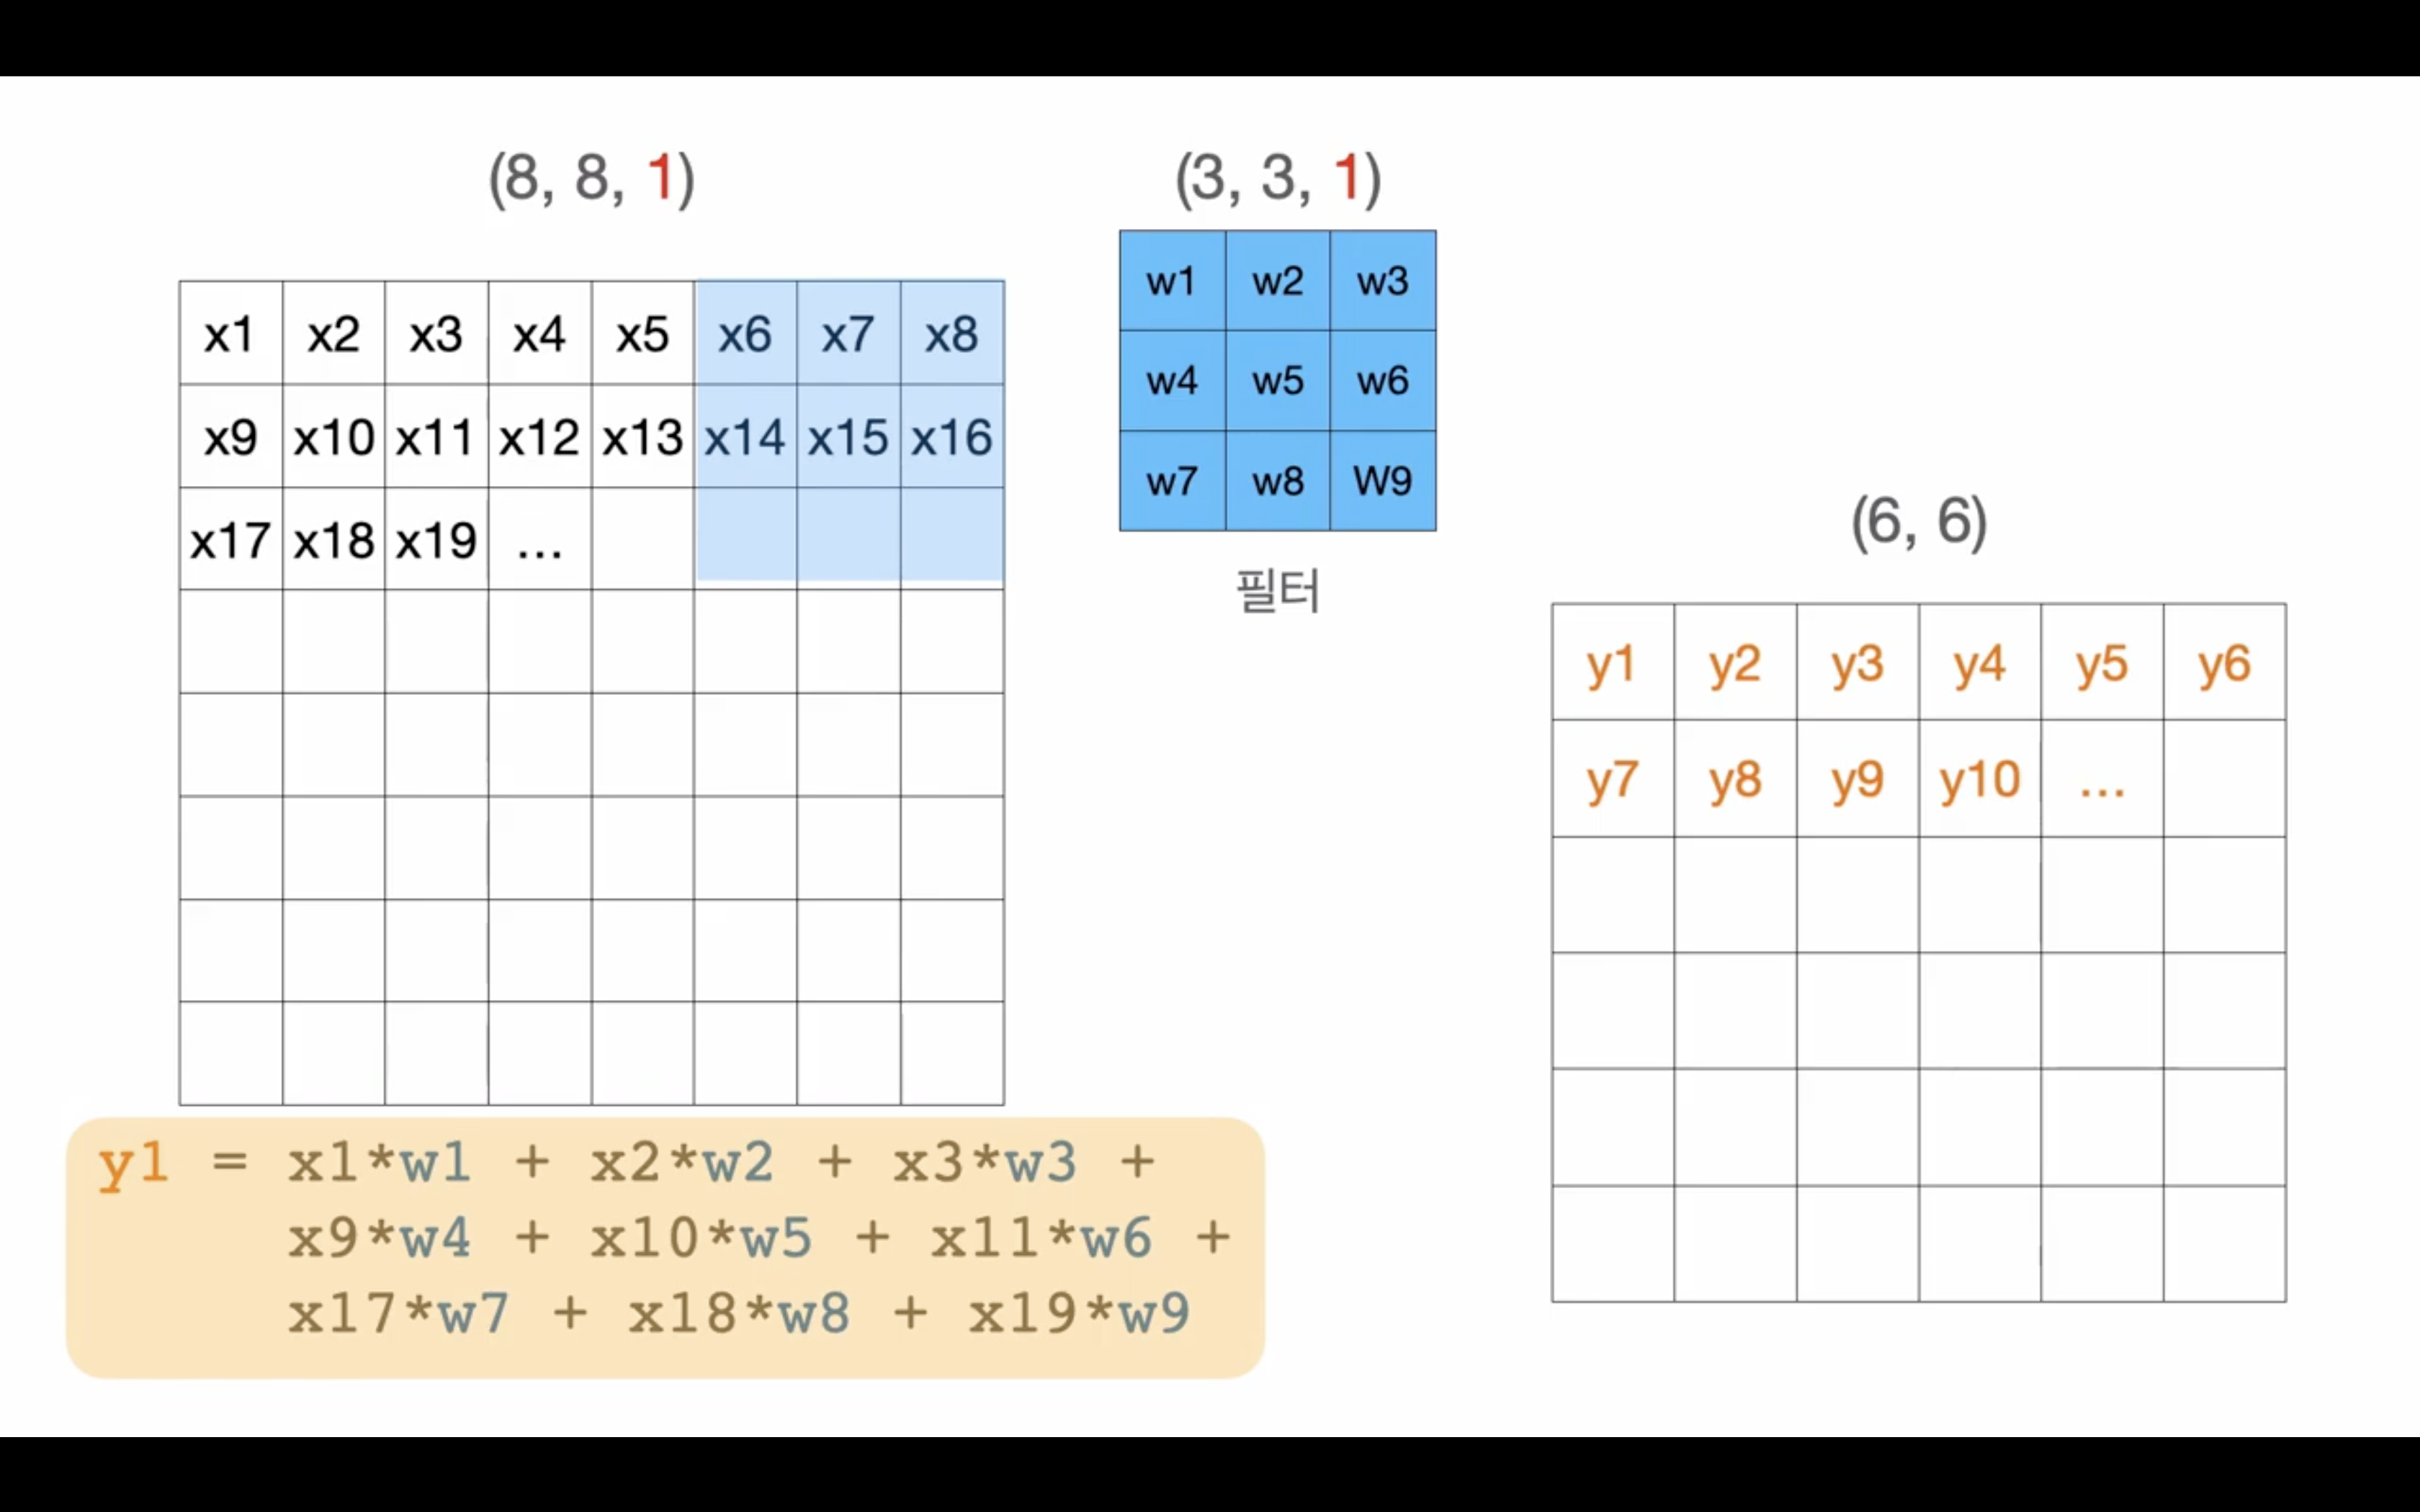 (8, 8, 1)
x1 x2 x3 x4 x5 x6 x7 x8
x9 x10 x11 x12 x13 x14 x15 x16
x17 x18 x19 ...
(3, 3, 1)
w1 w2 w3
w4 w5 w6
w7 w8 W9
필터
(6, 6)
y1 y2 y3 y4 y5 y6
y7 y8 y9 y10 ...
y1 = x1*w1 + x2*w2 + x3*w3 +
x9*w4 + x10*w5 + x11*w6 +
x17*w7 + x18*w8 + x19*w9